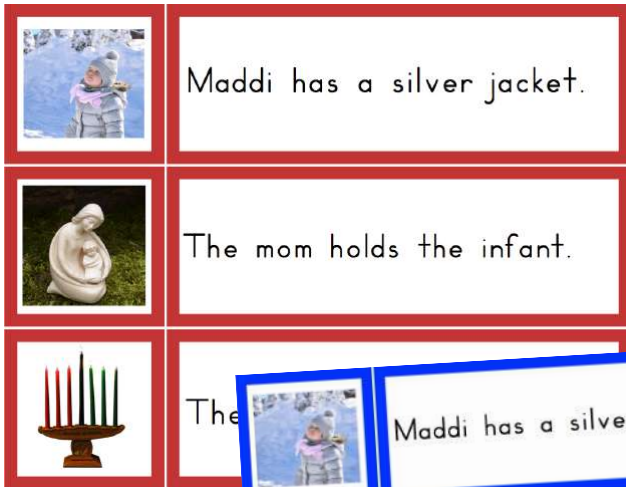 Maddi has a silver jacket.
The mom holds the infant.
The
Maddi has a silve